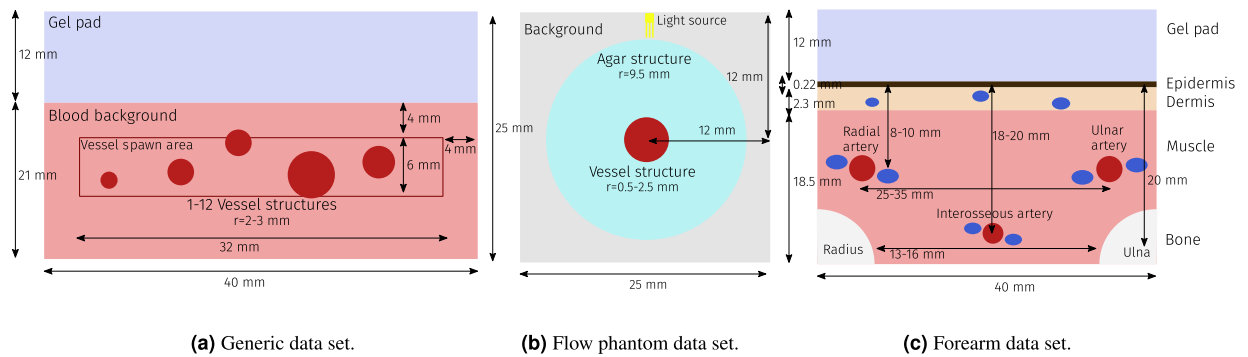 Gel pad
12 mm
Blood background
4 mm
Vessel spawn area
4 mm
6 mm
21 mm
1-12 Vessel structures
r=2-3 mm
32 mm
40 mm
(a) Generic data set.
Background
Light source
Agar structure
r=9.5 mm
12 mm
25 mm
12 mm
Vessel structure
r=0.5-2.5 mm
25 mm
(b) Flow phantom data set.
Gel pad
12 mm
0.22 mm
Epidermis
Dermis
2.3 mm
8-10 mm
18-20 mm
Radial
artery
Ulnar
artery
Muscle
18.5 mm
20 mm
25-35 mm
Interosseous artery
Radius
13-16 mm
Ulna
Bone
40 mm
(c) Forearm data set.